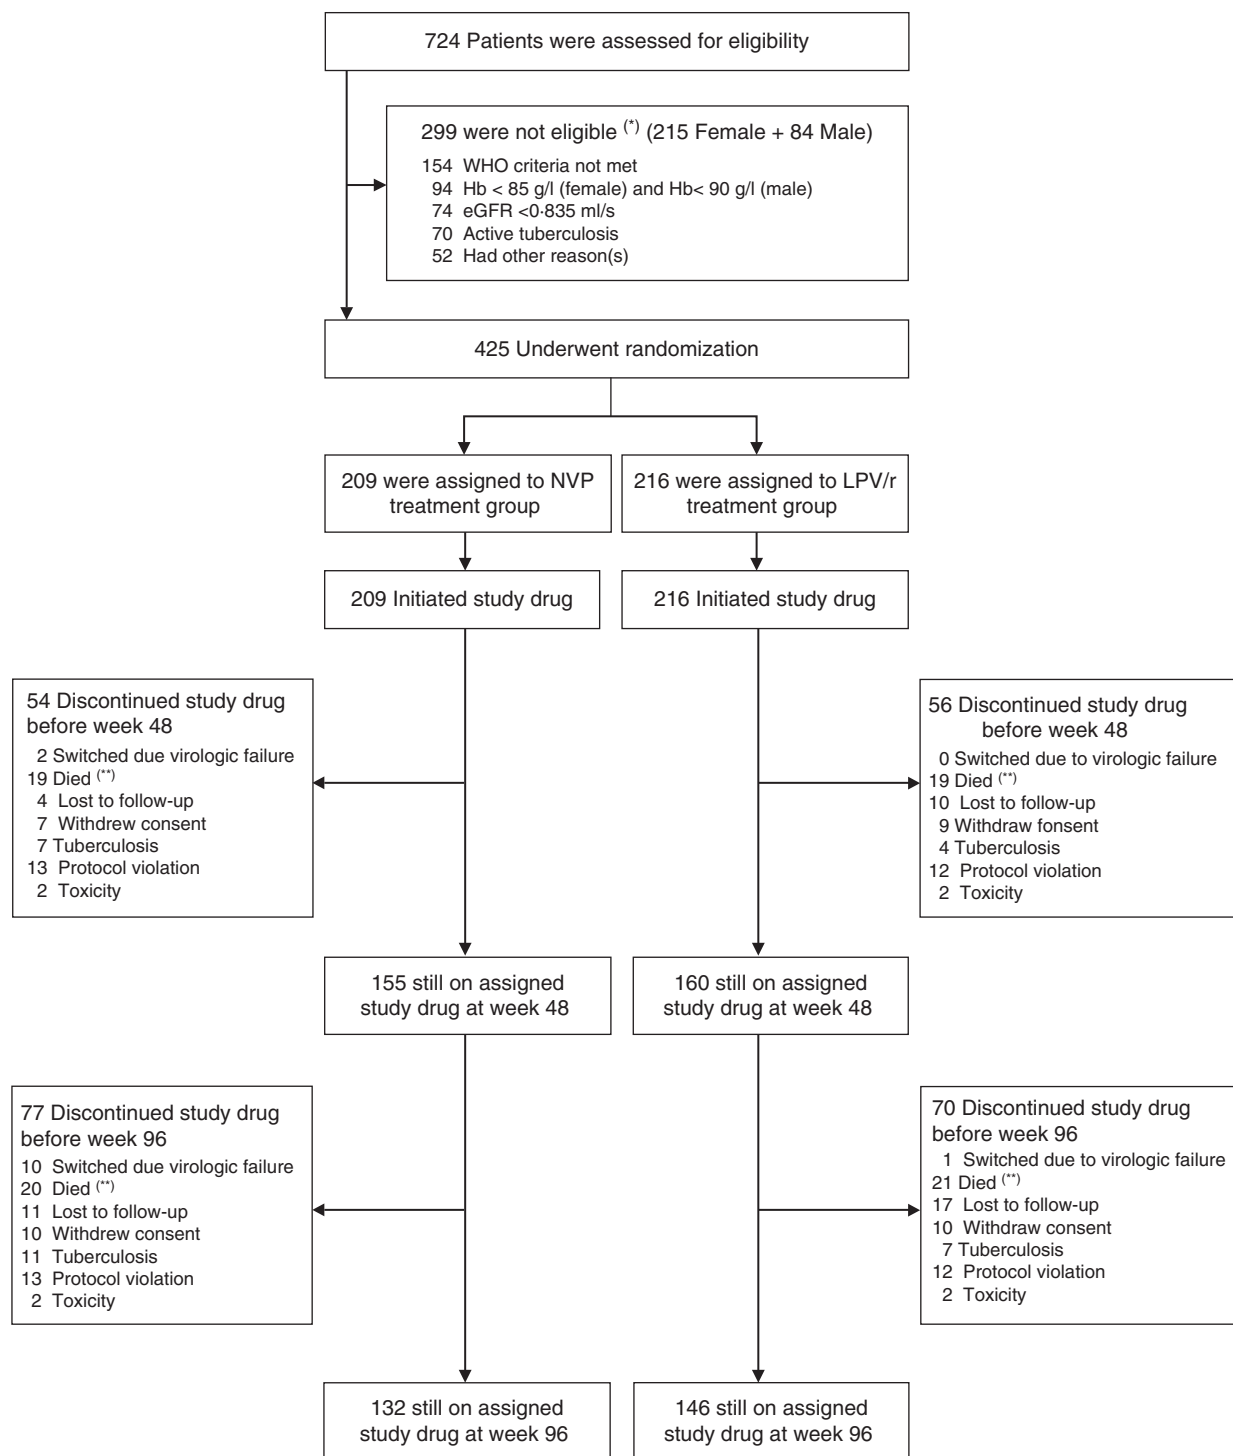 724 Patients were assessed for eligibility
299 were not eligible (*) (215 Female + 84 Male)
154 WHO criteria not met
94 Hb < 85 g/l (female) and Hb< 90 g/l (male)
74 eGFR <0·835 ml/s
70 Active tuberculosis
52 Had other reason(s)
425 Underwent randomization
209 were assigned to NVP
treatment group
216 were assigned to LPV/r
treatment group
209 Initiated study drug
216 Initiated study drug
54 Discontinued study drug
before week 48
2 Switched due virologic failure
19 Died (**)
4 Lost to follow-up
7 Withdrew consent
7 Tuberculosis
13 Protocol violation
2 Toxicity
56 Discontinued study drug
before week 48
0 Switched due to virologic failure
19 Died (**)
10 Lost to follow-up
9 Withdraw fonsent
4 Tuberculosis
12 Protocol violation
2 Toxicity
155 still on assigned
study drug at week 48
160 still on assigned
study drug at week 48
77 Discontinued study drug
before week 96
10 Switched due virologic failure
20 Died (**)
11 Lost to follow-up
10 Withdrew consent
11 Tuberculosis
13 Protocol violation
2 Toxicity
70 Discontinued study drug
before week 96
1 Switched due to virologic failure
21 Died (**)
17 Lost to follow-up
10 Withdraw consent
7 Tuberculosis
12 Protocol violation
2 Toxicity
132 still on assigned
study drug at week 96
146 still on assigned
study drug at week 96